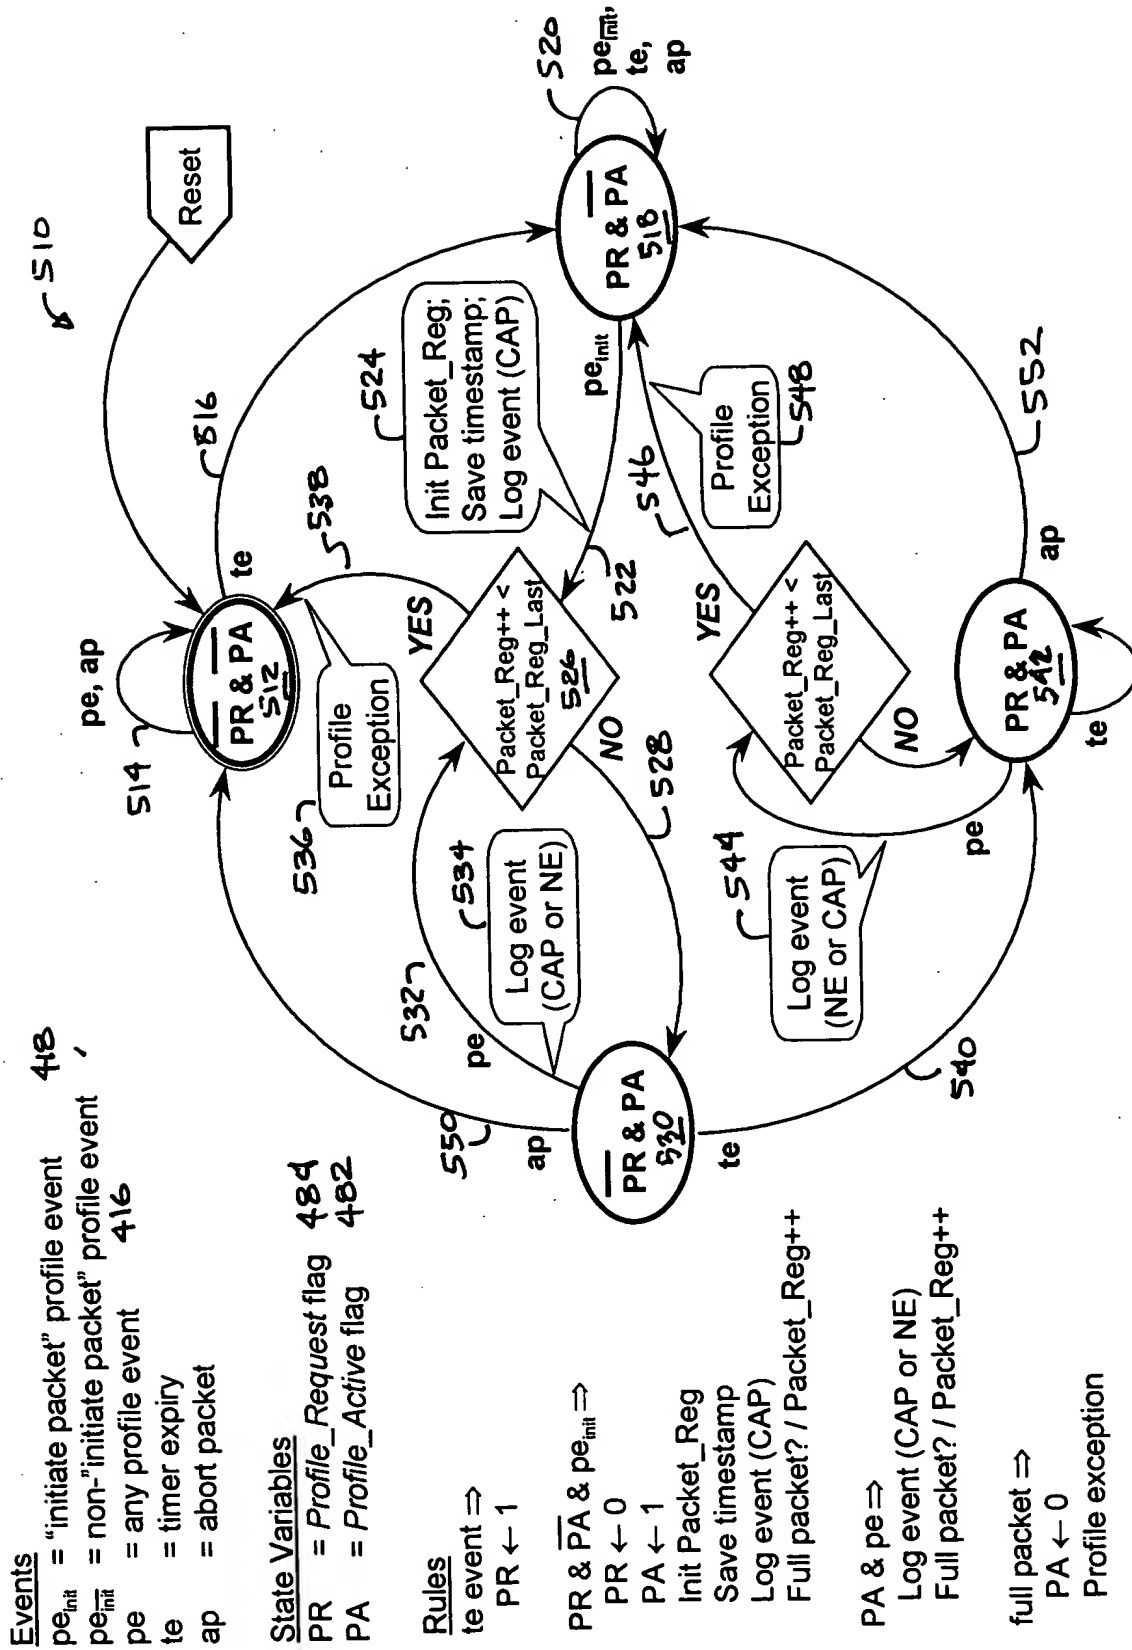 Events
pe_init = "initiate packet" profile event 418
pe_i̅n̅i̅t̅ = non-"initiate packet" profile event
pe = any profile event 416
te = timer expiry
ap = abort packet
State Variables
PR = Profile_Request flag 484
PA = Profile_Active flag 482
Rules
te event ⇒
PR ← 1
PR & P̅A̅ & pe_init ⇒
PR ← 0
PA ← 1
Init Packet_Reg
Save timestamp
Log event (CAP)
Full packet? / Packet_Reg++
PA & pe ⇒
Log event (CAP or NE)
Full packet? / Packet_Reg++
full packet ⇒
PA ← 0
Profile exception
510
Reset
pe, ap
514
P̅R̅ & P̅A̅
512
te
516
538
536
Profile
Exception
524
Init Packet_Reg;
Save timestamp;
Log event (CAP)
YES
Packet_Reg++ <
Packet_Reg_Last
526
NO
528
522
pe_init
PR & P̅A̅
518
520
pe_i̅n̅i̅t̅,
te,
ap
550
ap
532
pe
534
Log event
(CAP or NE)
P̅R̅ & PA
530
te
540
546
Profile
Exception
548
YES
Packet_Reg++ <
Packet_Reg_Last
NO
544
Log event
(NE or CAP)
pe
PR & PA
542
te
ap
552